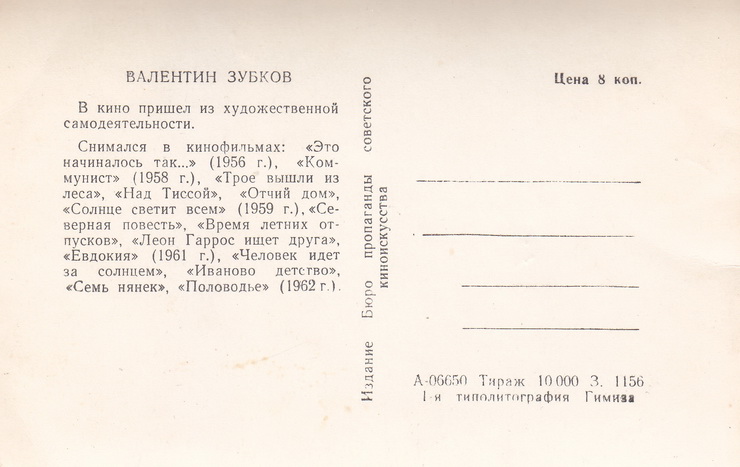 ВАЛЕНТИН ЗУБКОВ
В кино пришел из художественной
самодеятельности.
Снимался в кинофильмах: «Это
начиналось так...» (1956 г.), «Ком-
мунист» (1958 г.), «Трое вышли из
леса», «Над Тиссой», «Отчий дом»,
«Солнце светит всем» (1959 г.), «Се-
верная повесть», «Время летних от-
пусков», «Леон Гаррос ищет друга»,
«Евдокия» (1961 г.), «Человек идет
за солнцем», «Иваново детство»,
«Семь нянек», «Половодье» (1962 г.).
Издание Бюро пропаганды советского
киноискусства
Цена 8 коп.
А-06650 Тираж 10 000 З. 1156
1-я типолитография Гимиза